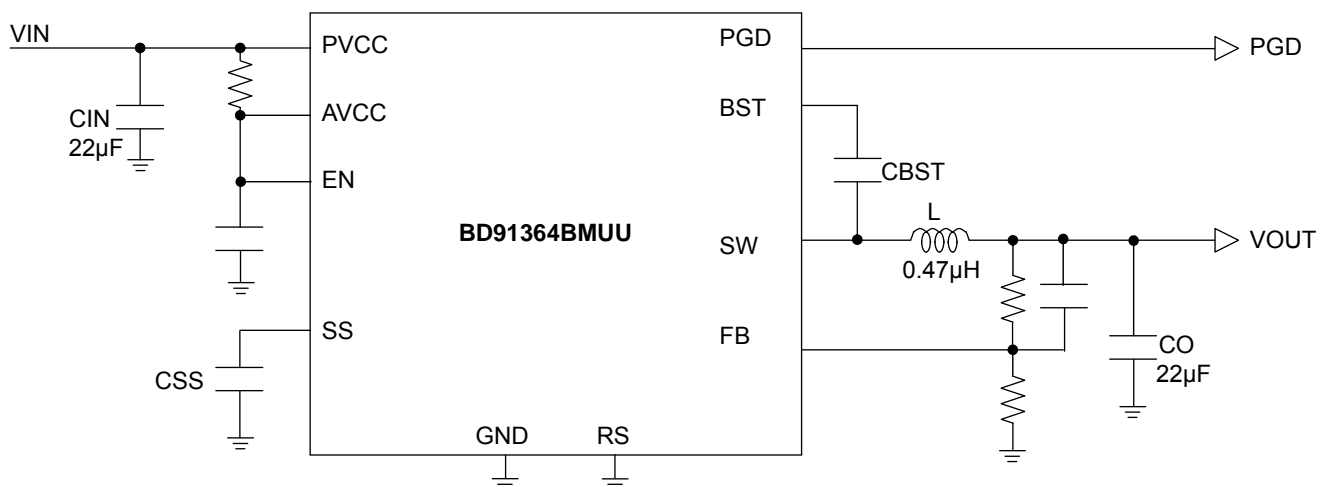 VIN
PVCC
PGD
PGD
CIN
22µF
AVCC
BST
CBST
EN
BD91364BMUU
SW
L
0.47µH
VOUT
SS
FB
CSS
CO
22µF
GND
RS